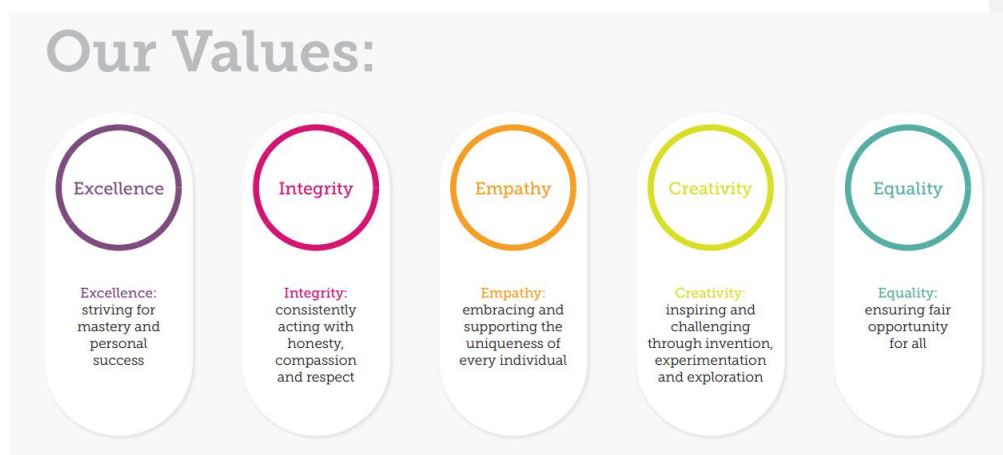 Our Values:
Excellence
Integrity
Empathy
Creativity
Equality
Excellence:
striving for
mastery and
personal
success
Integrity:
consistently
acting with
honesty,
compassion
and respect
Empathy:
embracing and
supporting the
uniqueness of
every individual
Creativity:
inspiring and
challenging
through invention,
experimentation
and exploration
Equality:
ensuring fair
opportunity
for all